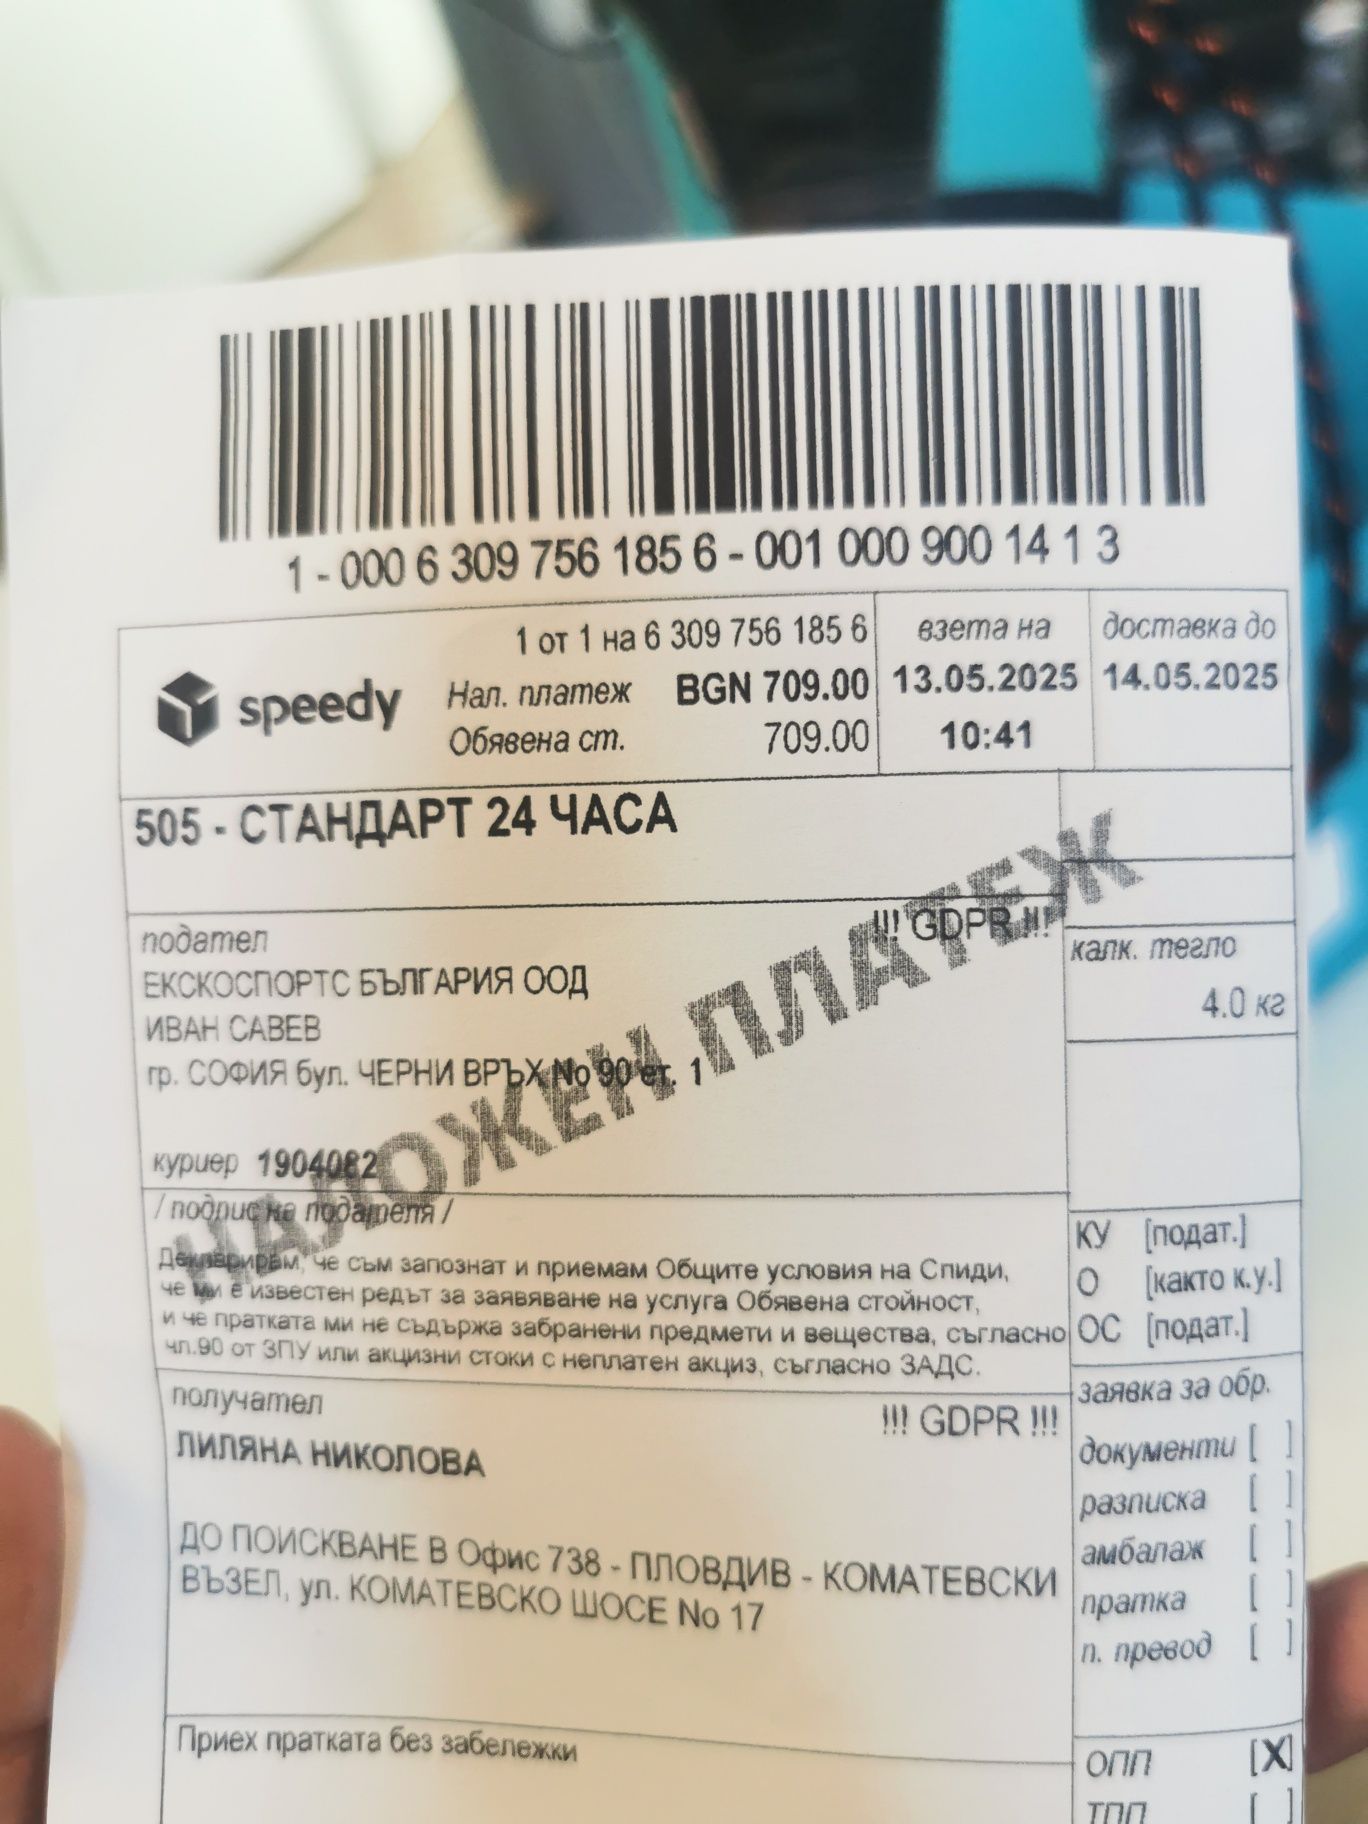 1 - 000 6 309 756 185 6 - 001 000 900 14 1 3
1 от 1 на 6 309 756 185 6
взета на
доставка до
speedy
Нал. платеж BGN 709.00
13.05.2025
14.05.2025
Обявена ст. 709.00
10:41
505 - СТАНДАРТ 24 ЧАСА
НАЛОЖЕН ПЛАТЕЖ
!!! GDPR !!!
подател
ЕКСКОСПОРТС БЪЛГАРИЯ ООД
ИВАН САВЕВ
гр. СОФИЯ бул. ЧЕРНИ ВРЪХ No 90 ет. 1
калк. тегло
4.0 кг
куриер 1904082
/ подпис на подателя /
Декларирам, че съм запознат и приемам Общите условия на Спиди,
че ми е известен редът за заявяване на услуга Обявена стойност,
и че пратката ми не съдържа забранени предмети и вещества, съгласно
чл.90 от ЗПУ или акцизни стоки с неплатен акциз, съгласно ЗАДС.
КУ [подат.]
О [както к.у.]
ОС [подат.]
получател
!!! GDPR !!!
ЛИЛЯНА НИКОЛОВА
ДО ПОИСКВАНЕ В Офис 738 - ПЛОВДИВ - КОМАТЕВСКИ
ВЪЗЕЛ, ул. КОМАТЕВСКО ШОСЕ No 17
заявка за обр.
документи [ ]
разписка [ ]
амбалаж [ ]
пратка [ ]
п. превод [ ]
Приех пратката без забележки
ОПП [X]
ТПП [ ]